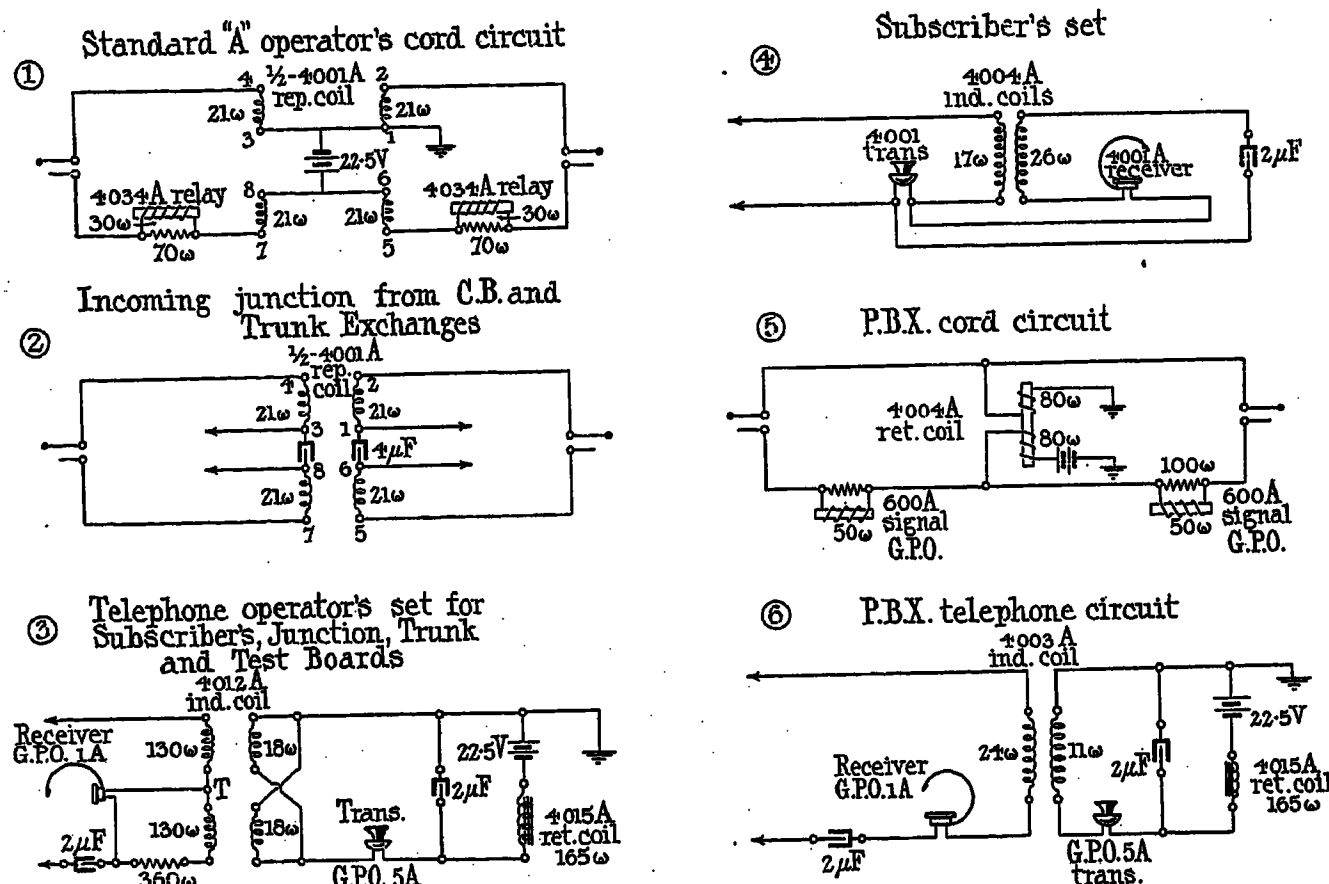 Standard "A" operator's cord circuit
①
4 ½-4001A 2
rep. coil
21ω 21ω
3 1
22·5V
4034A relay 8 6 4034A relay
30ω 21ω 21ω 30ω
70ω 7 5 70ω
Incoming junction from C.B. and
Trunk Exchanges
②
½-4001A
rep.
coil
4 2
21ω 21ω
3 1
4μF
8 6
21ω 21ω
7 5
③
Telephone operator's set for
Subscriber's, Junction, Trunk
and Test Boards
4012A
ind. coil
Receiver
G.P.O. 1A
130ω 18ω 22·5V
T
2μF
Trans.
2μF 130ω 18ω
4015A
ret. coil
165ω
360ω G.P.O. 5A
Subscriber's set
④
4004A
ind. coils
4001
trans
17ω 26ω
4001A
receiver
2μF
⑤
P.B.X. cord circuit
4004A
ret. coil
80ω
80ω
100ω
600A
signal
G.P.O.
50ω
600A
signal
G.P.O.
50ω
⑥
P.B.X. telephone circuit
4003A
ind. coil
22·5V
24ω 11ω 2μF
Receiver
G.P.O. 1A
4015A
ret. coil
165ω
2μF
G.P.O. 5A
trans.